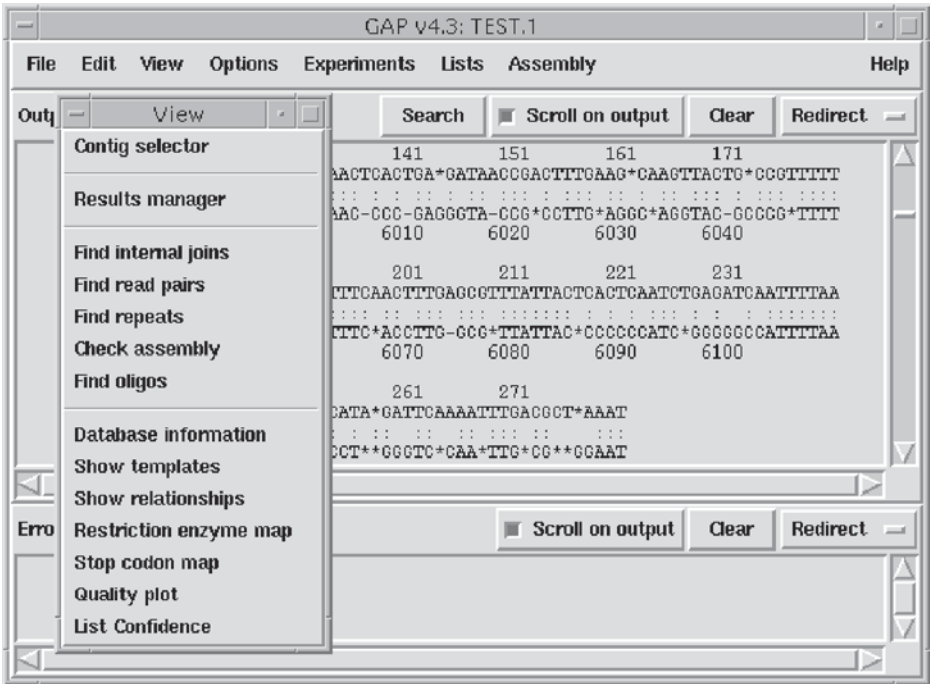 GAP v4.3: TEST.1
File Edit View Options Experiments Lists Assembly Help
Outp Search Scroll on output Clear Redirect
View
Contig selector
Results manager
Find internal joins
Find read pairs
Find repeats
Check assembly
Find oligos
Database information
Show templates
Show relationships
Restriction enzyme map
Stop codon map
Quality plot
List Confidence
141 151 161 171
AACTCACTGA*GATAACCGACTTTGAAG*CAAGTTACTG*CCGTTTTT
AAC-CCC-GAGGGTA-CCG*CCTTG*AGGC*AGGTAC-GCCCG*TTTT
6010 6020 6030 6040
201 211 221 231
TTTCAACTTTGAGCGTTTATTACTCACTCAATCTGAGATCAATTTTAA
TTTC*ACCTTG-GCG*TTATTAC*CCCCCCATC*GGGGGCCATTTTAA
6070 6080 6090 6100
261 271
CATA*GATTCAAAATTTGACGCT*AAAT
CCT**GGGTC*CAA*TTG*CG**GGAAT
Erro Scroll on output Clear Redirect